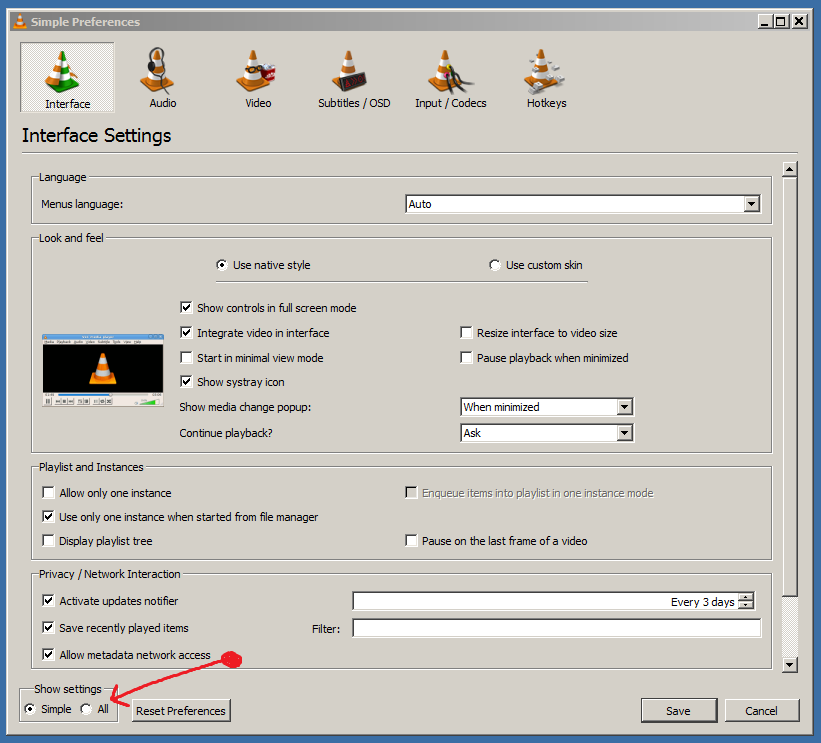 Simple Preferences
Interface Audio Video Subtitles / OSD Input / Codecs Hotkeys
Interface Settings
Language
Menus language: Auto
Look and feel
Use native style Use custom skin
Show controls in full screen mode
Integrate video in interface Resize interface to video size
Start in minimal view mode Pause playback when minimized
Show systray icon
Show media change popup: When minimized
Continue playback? Ask
Playlist and Instances
Allow only one instance Enqueue items into playlist in one instance mode
Use only one instance when started from file manager
Display playlist tree Pause on the last frame of a video
Privacy / Network Interaction
Activate updates notifier Every 3 days
Save recently played items Filter:
Allow metadata network access
Show settings
Simple All Reset Preferences Save Cancel